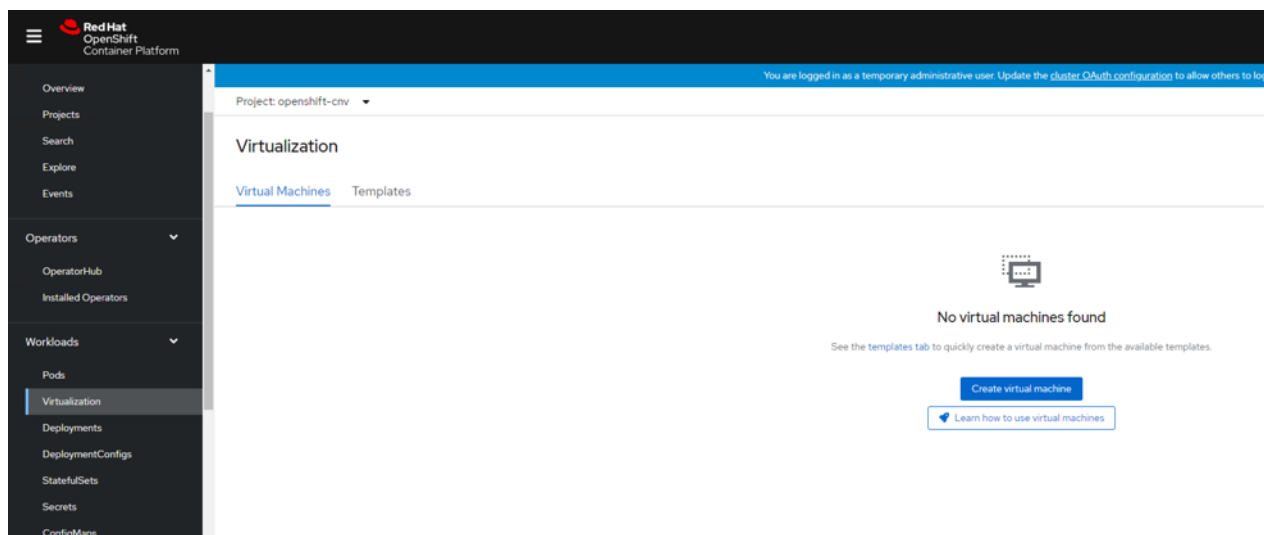 Red Hat
OpenShift
Container Platform
You are logged in as a temporary administrative user. Update the cluster OAuth configuration to allow others to log
Overview
Projects
Search
Explore
Events
Operators
OperatorHub
Installed Operators
Workloads
Pods
Virtualization
Deployments
DeploymentConfigs
StatefulSets
Secrets
ConfigMaps
Project: openshift-cnv
Virtualization
Virtual Machines Templates
No virtual machines found
See the templates tab to quickly create a virtual machine from the available templates.
Create virtual machine
Learn how to use virtual machines